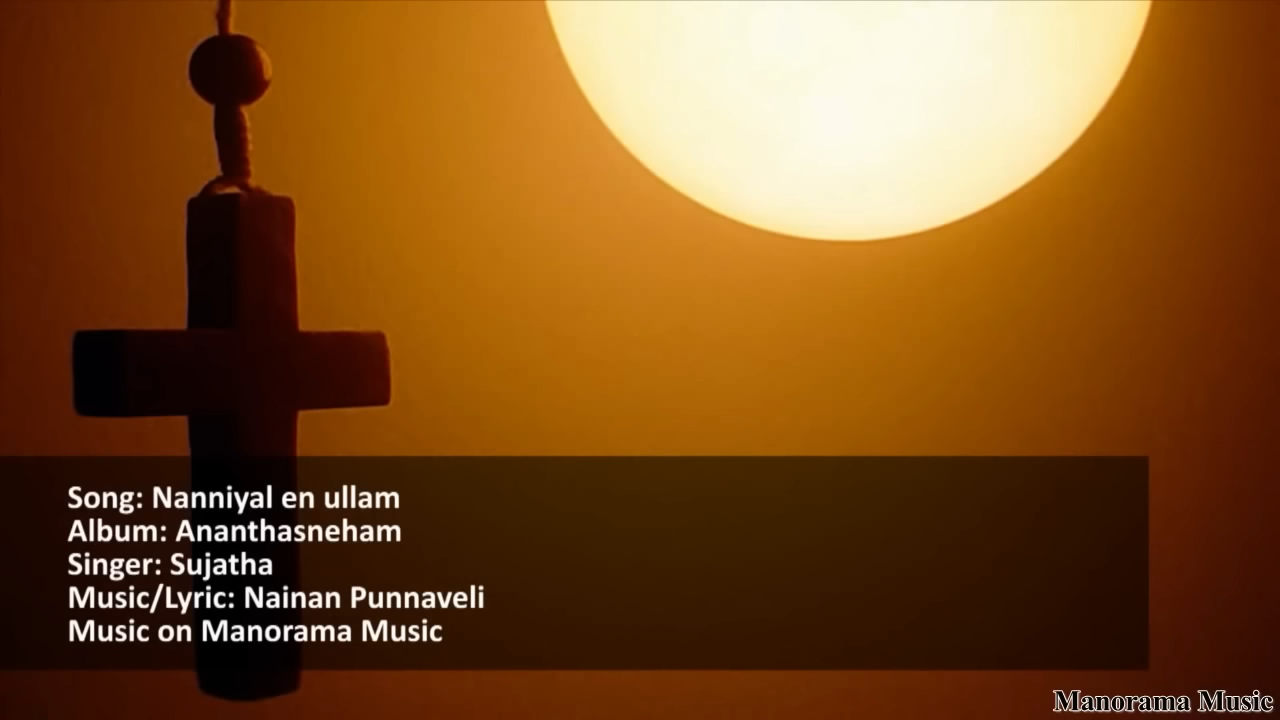 Song: Nanniyal en ullam
Album: Ananthasneham
Singer: Sujatha
Music/Lyric: Nainan Punnaveli
Music on Manorama Music
Manorama Music